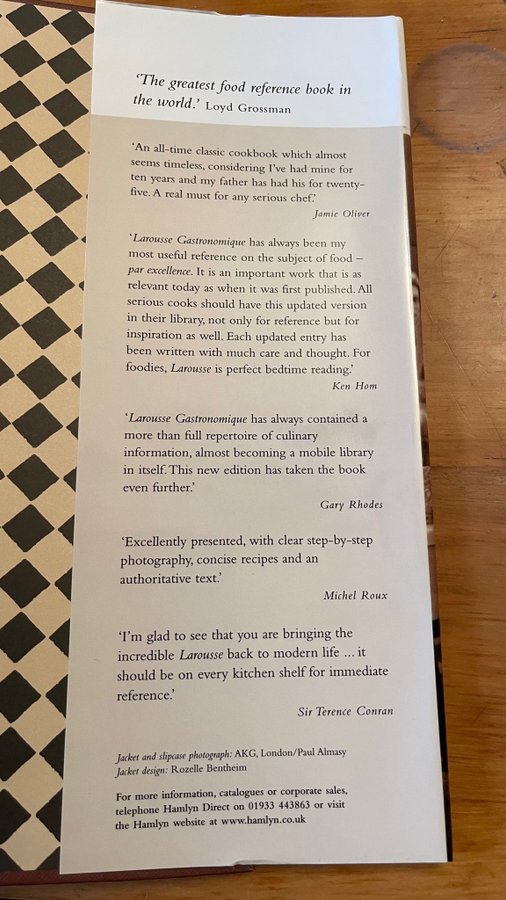 ‘The greatest food reference book in
the world.’ Loyd Grossman
‘An all-time classic cookbook which almost
seems timeless, considering I’ve had mine for
ten years and my father has had his for twenty-
five. A real must for any serious chef.’
Jamie Oliver
‘Larousse Gastronomique has always been my
most useful reference on the subject of food –
par excellence. It is an important work that is as
relevant today as when it was first published. All
serious cooks should have this updated version
in their library, not only for reference but for
inspiration as well. Each updated entry has
been written with much care and thought. For
foodies, Larousse is perfect bedtime reading.’
Ken Hom
‘Larousse Gastronomique has always contained a
more than full repertoire of culinary
information, almost becoming a mobile library
in itself. This new edition has taken the book
even further.’
Gary Rhodes
‘Excellently presented, with clear step-by-step
photography, concise recipes and an
authoritative text.’
Michel Roux
‘I’m glad to see that you are bringing the
incredible Larousse back to modern life ... it
should be on every kitchen shelf for immediate
reference.’
Sir Terence Conran
Jacket and slipcase photograph: AKG, London/Paul Almasy
Jacket design: Rozelle Bentheim
For more information, catalogues or corporate sales,
telephone Hamlyn Direct on 01933 443863 or visit
the Hamlyn website at www.hamlyn.co.uk